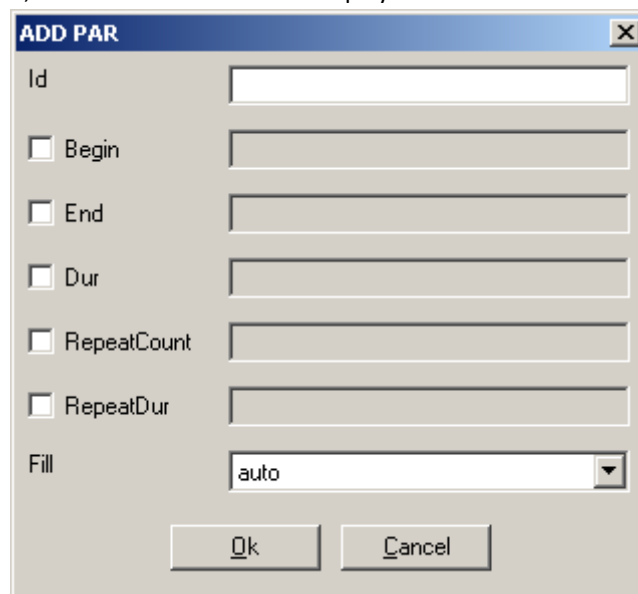 ADD PAR
Id
Begin
End
Dur
RepeatCount
RepeatDur
Fill auto
Ok Cancel